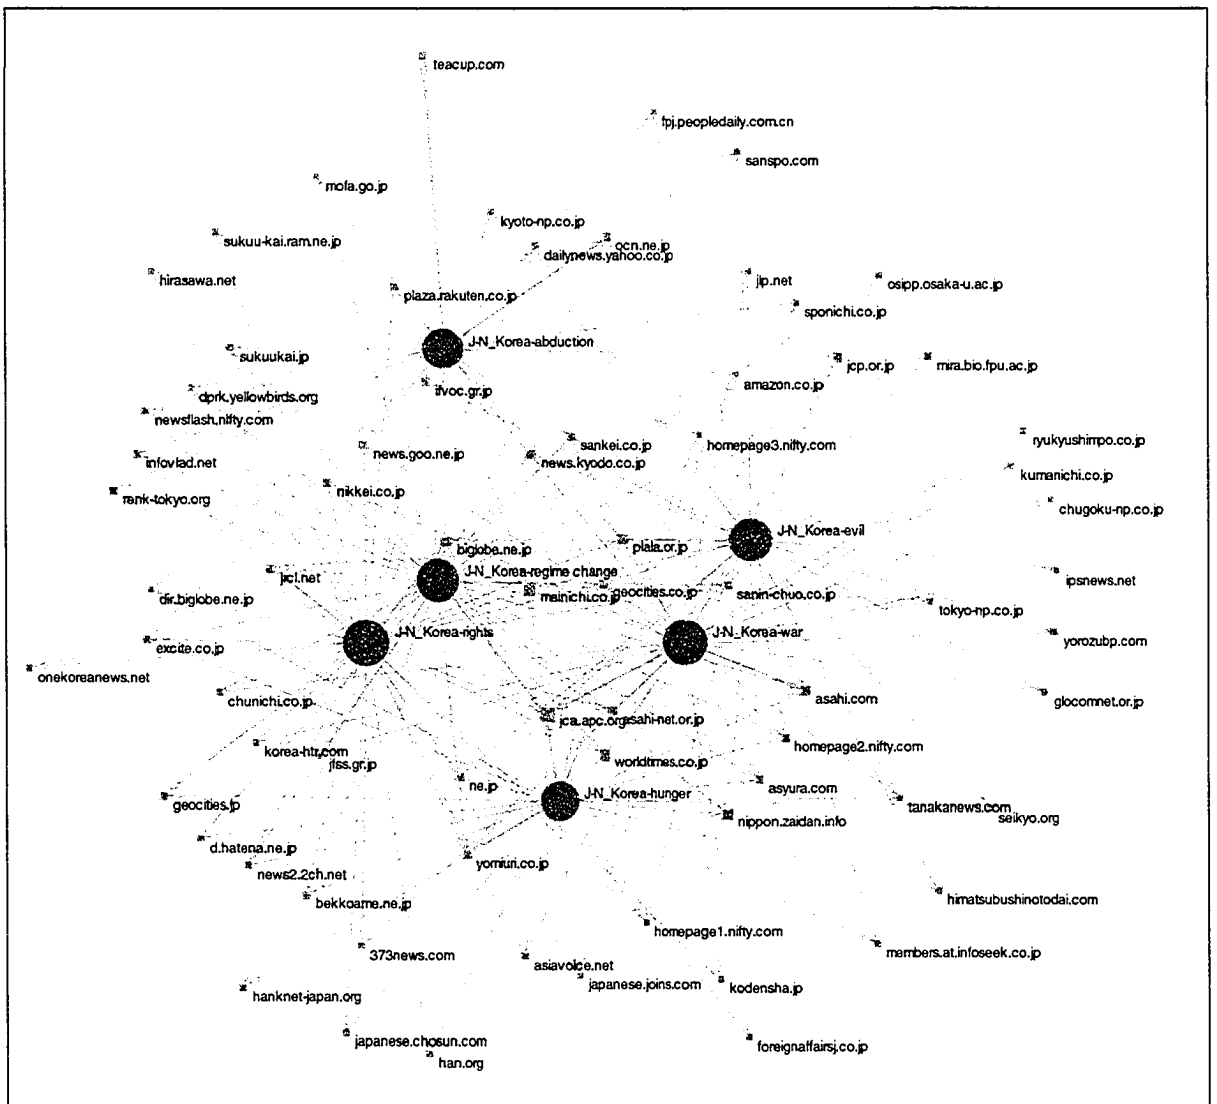 teacup.com
fpj.peopledaily.com.cn
sanspo.com
mofa.go.jp
kyoto-np.co.jp
sukuu-kai.ram.ne.jp
ocn.ne.jp
dailynews.yahoo.co.jp
hirasawa.net
jlp.net
osipp.osaka-u.ac.jp
plaza.rakuten.co.jp
sponichi.co.jp
J-N_Korea-abduction
sukuukai.jp
jcp.or.jp
mira.bio.fpu.ac.jp
amazon.co.jp
dprk.yellowbirds.org
ifvoc.gr.jp
newsflash.nifty.com
ryukyushimpo.co.jp
sankei.co.jp
homepage3.nifty.com
news.goo.ne.jp
infovlad.net
news.kyodo.co.jp
kumanichi.co.jp
nikkei.co.jp
renk-tokyo.org
chugoku-np.co.jp
J-N_Korea-evil
biglobe.ne.jp
plala.or.jp
J-N_Korea-regime change
jrcl.net
ipsnews.net
geocities.co.jp
sanin-chuo.co.jp
mainichi.co.jp
dir.biglobe.ne.jp
tokyo-np.co.jp
J-N_Korea-rights
J-N_Korea-war
yorozubp.com
excite.co.jp
onekoreanews.net
asahi.com
glocomnet.or.jp
chunichi.co.jp
jca.apc.org
asahi-net.or.jp
homepage2.nifty.com
korea-htr.com
worldtimes.co.jp
jfss.gr.jp
ne.jp
asyura.com
J-N_Korea-hunger
geocities.jp
tanakanews.com
seikyo.org
nippon.zaidan.info
d.hatena.ne.jp
yomiuri.co.jp
news2.2ch.net
himatsubushinotodai.com
bekkoame.ne.jp
homepage1.nifty.com
members.at.infoseek.co.jp
373news.com
asiavoice.net
japanese.joins.com
kodensha.jp
hanknet-japan.org
japanese.chosun.com
foreignaffairsj.co.jp
han.org